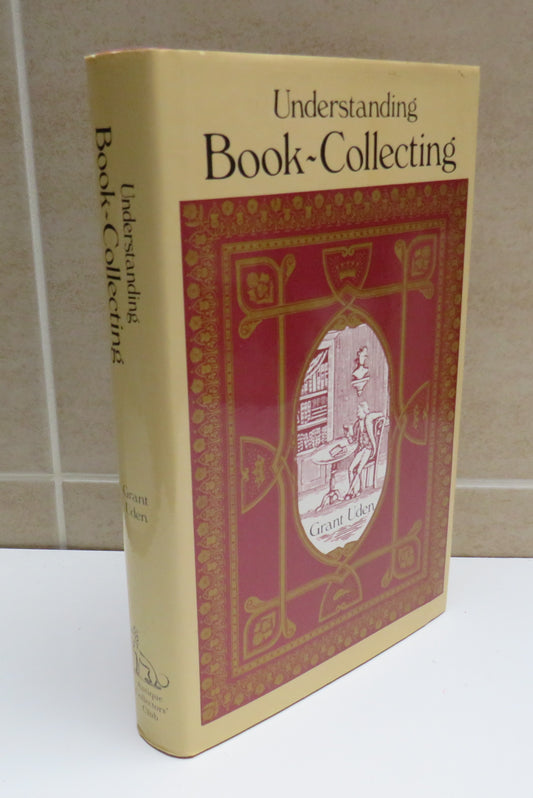 Understanding
Book~Collecting
Grant Uden
Understanding
Book~Collecting
Grant
Uden
Antique
Collectors'
Club